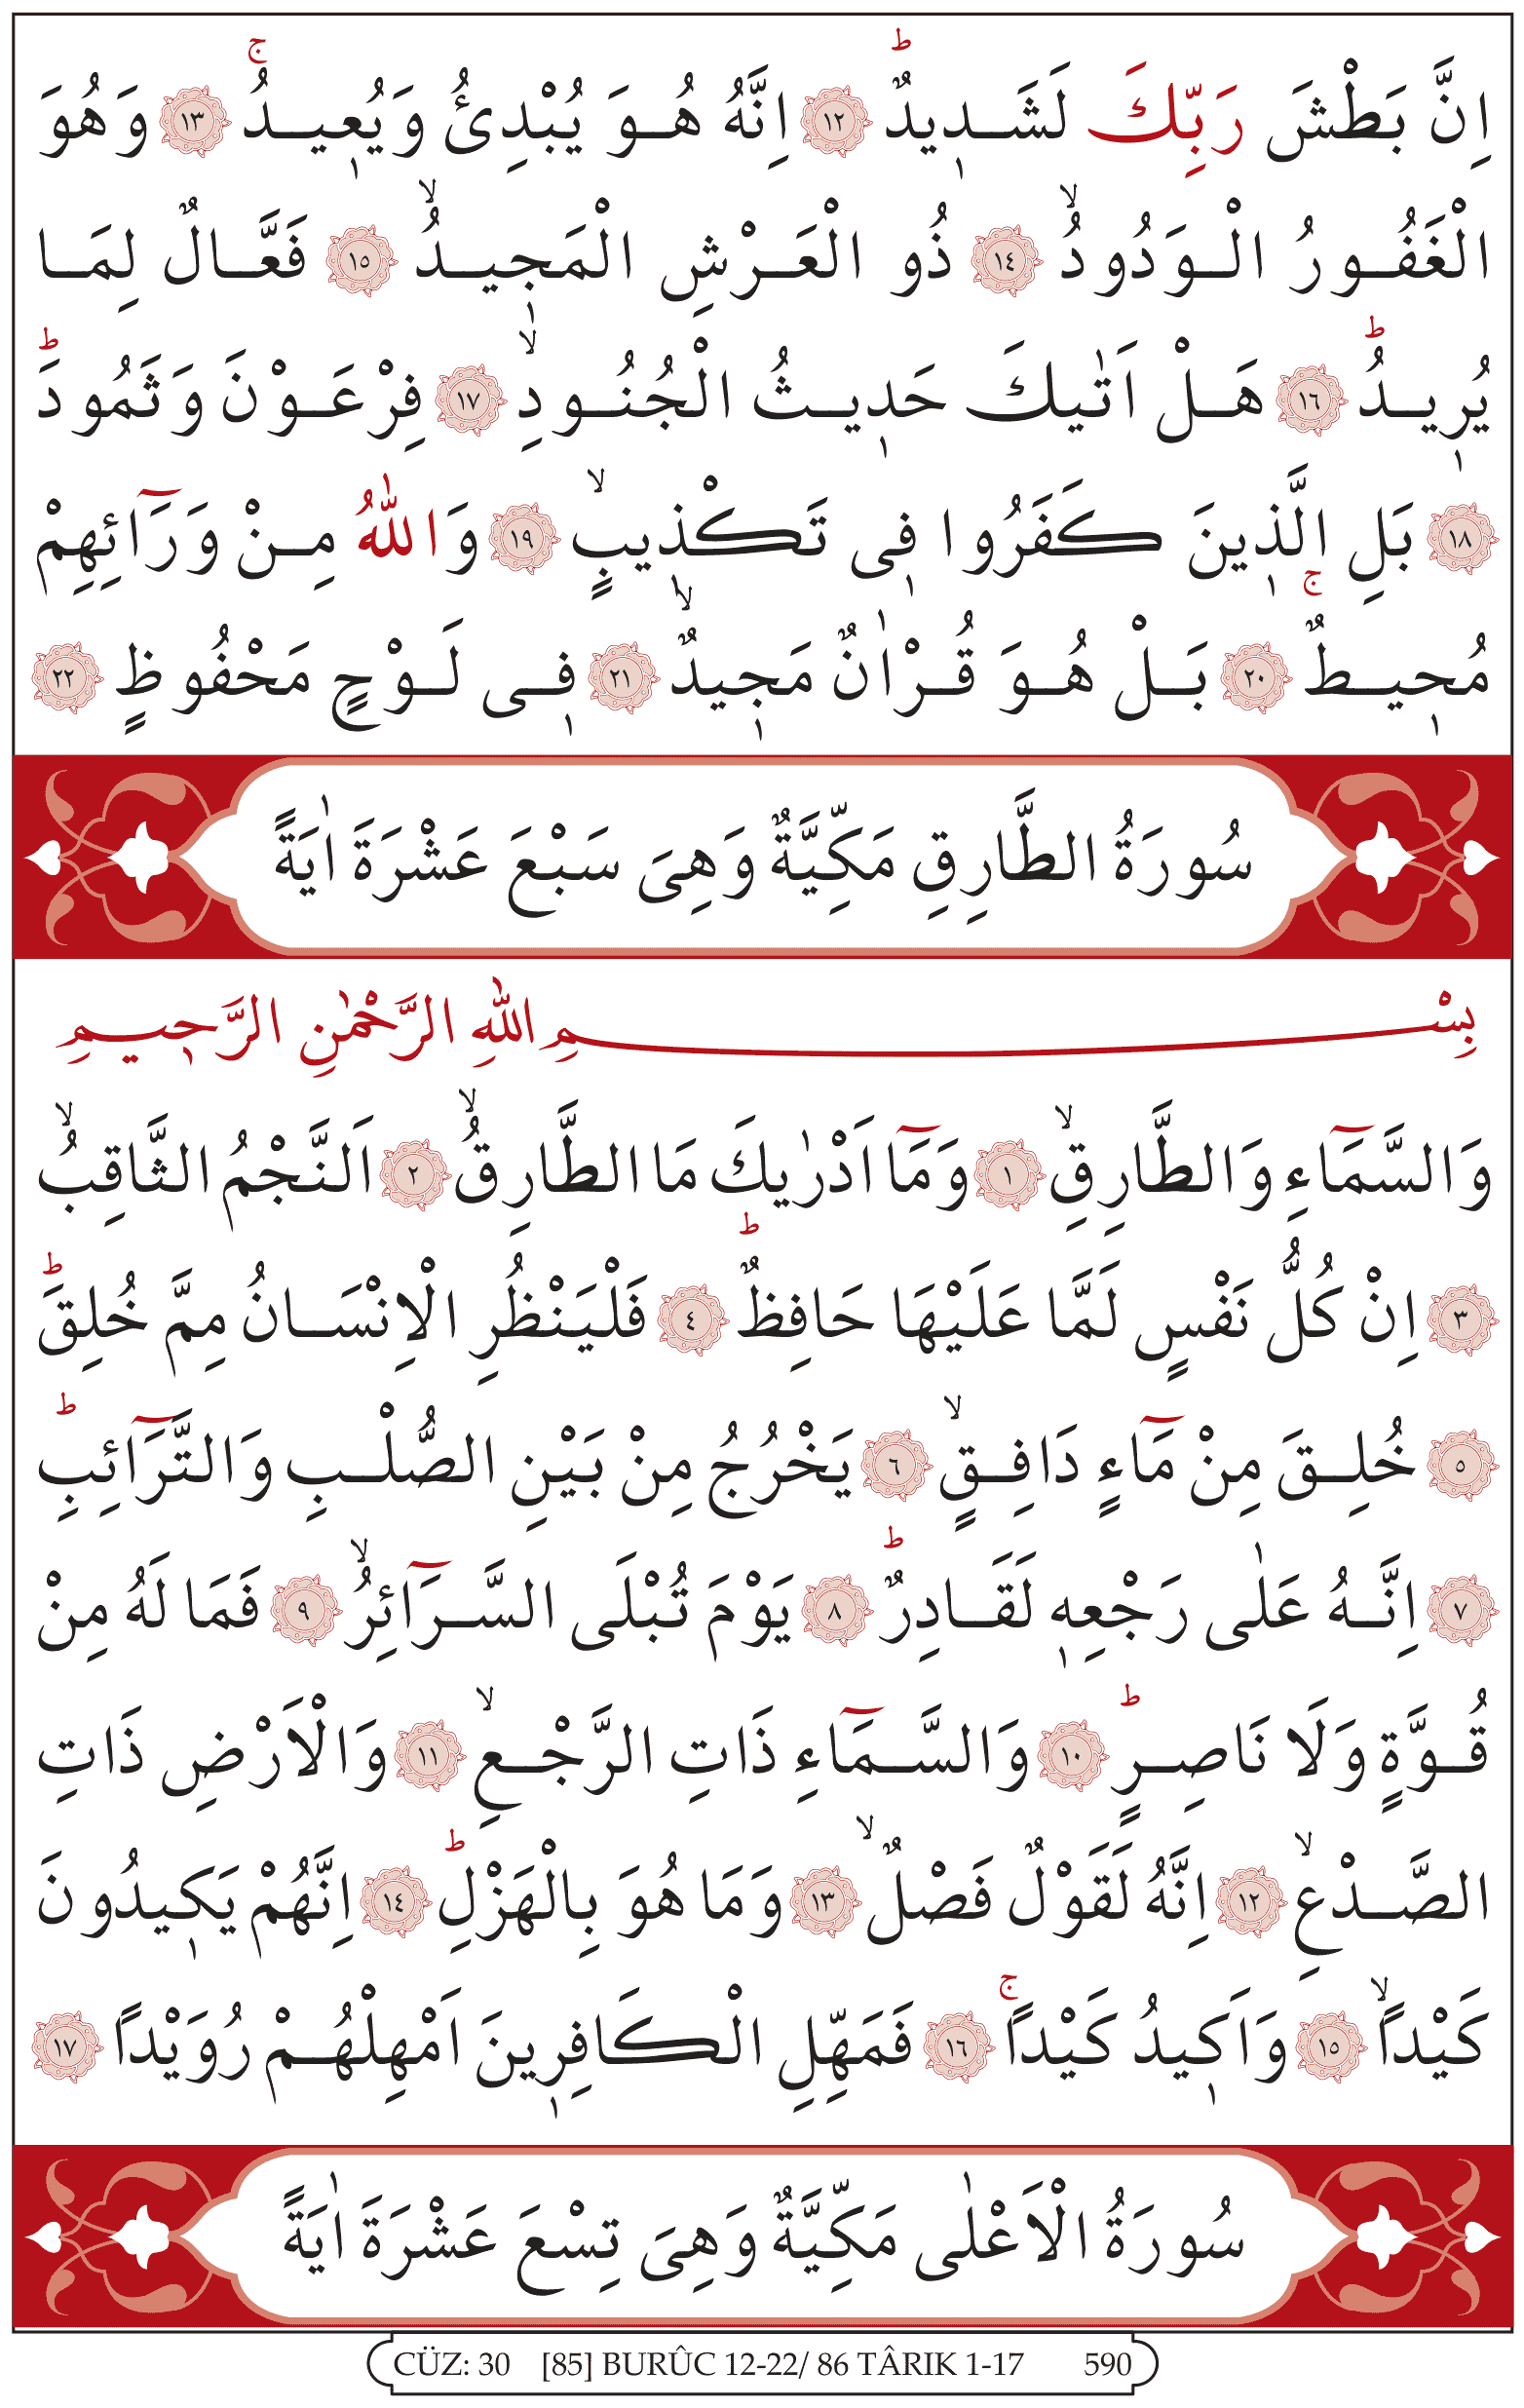 اِنَّ بَطْشَ رَبِّكَ لَشَدٖيدٌؕ ﴿١٢﴾ اِنَّهُ هُوَ يُبْدِئُ وَيُعٖيدُۚ ﴿١٣﴾ وَهُوَ
الْغَفُورُ الْوَدُودُۙ ﴿١٤﴾ ذُو الْعَرْشِ الْمَجٖيدُۙ ﴿١٥﴾ فَعَّالٌ لِمَا
يُرٖيدُؕ ﴿١٦﴾ هَلْ اَتٰيكَ حَدٖيثُ الْجُنُودِۙ ﴿١٧﴾ فِرْعَوْنَ وَثَمُودَؕ
﴿١٨﴾ بَلِ الَّذٖينَ كَفَرُوا فٖى تَكْذٖيبٍۙ ﴿١٩﴾ وَاللّٰهُ مِنْ وَرَٓائِهِمْ
مُحٖيطٌۚ ﴿٢٠﴾ بَلْ هُوَ قُرْاٰنٌ مَجٖيدٌۙ ﴿٢١﴾ فٖى لَوْحٍ مَحْفُوظٍ ﴿٢٢﴾
سُورَةُ الطَّارِقِ مَكِّيَّةٌ وَهِىَ سَبْعَ عَشْرَةَ اٰيَةً
بِسْمِ اللّٰهِ الرَّحْمٰنِ الرَّحٖيمِ
وَالسَّمَٓاءِ وَالطَّارِقِۙ ﴿١﴾ وَمَٓا اَدْرٰيكَ مَا الطَّارِقُۙ ﴿٢﴾ اَلنَّجْمُ الثَّاقِبُۙ
﴿٣﴾ اِنْ كُلُّ نَفْسٍ لَمَّا عَلَيْهَا حَافِظٌؕ ﴿٤﴾ فَلْيَنْظُرِ الْاِنْسَانُ مِمَّ خُلِقَؕ
﴿٥﴾ خُلِقَ مِنْ مَٓاءٍ دَافِقٍۙ ﴿٦﴾ يَخْرُجُ مِنْ بَيْنِ الصُّلْبِ وَالتَّرَٓائِبِؕ
﴿٧﴾ اِنَّهُ عَلٰى رَجْعِهٖ لَقَادِرٌؕ ﴿٨﴾ يَوْمَ تُبْلَى السَّرَٓائِرُۙ ﴿٩﴾ فَمَا لَهُ مِنْ
قُوَّةٍ وَلَا نَاصِرٍؕ ﴿١٠﴾ وَالسَّمَٓاءِ ذَاتِ الرَّجْعِۙ ﴿١١﴾ وَالْاَرْضِ ذَاتِ
الصَّدْعِۙ ﴿١٢﴾ اِنَّهُ لَقَوْلٌ فَصْلٌۙ ﴿١٣﴾ وَمَا هُوَ بِالْهَزْلِؕ ﴿١٤﴾ اِنَّهُمْ يَكٖيدُونَ
كَيْداًۙ ﴿١٥﴾ وَاَكٖيدُ كَيْداًۚ ﴿١٦﴾ فَمَهِّلِ الْكَافِرٖينَ اَمْهِلْهُمْ رُوَيْداً ﴿١٧﴾
سُورَةُ الْاَعْلٰى مَكِّيَّةٌ وَهِىَ تِسْعَ عَشْرَةَ اٰيَةً
CÜZ: 30 [85] BURÛC 12-22/ 86 TÂRIK 1-17 590